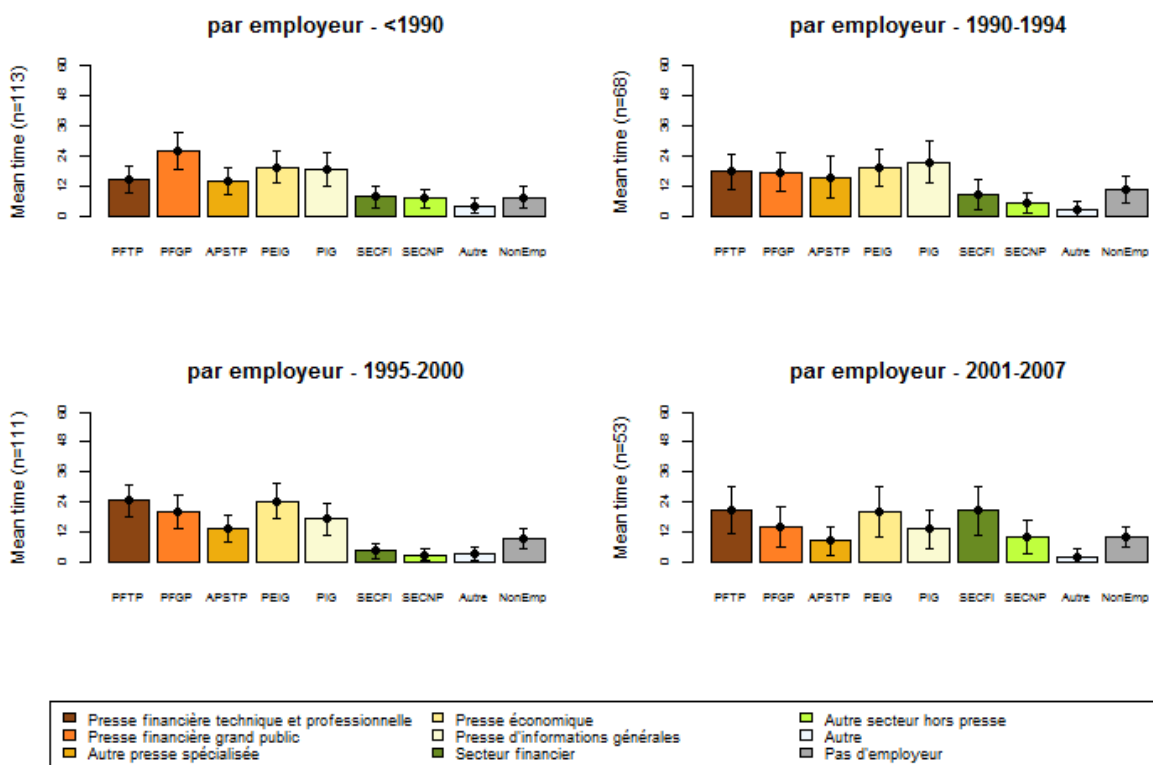 par employeur - <1990
Mean time (n=113)
60
48
36
24
12
0
PFTP PFGP APSTP PEIG PIG SECFI SECNP Autre NonEmp
par employeur - 1990-1994
Mean time (n=68)
60
48
36
24
12
0
PFTP PFGP APSTP PEIG PIG SECFI SECNP Autre NonEmp
par employeur - 1995-2000
Mean time (n=111)
60
48
36
24
12
0
PFTP PFGP APSTP PEIG PIG SECFI SECNP Autre NonEmp
par employeur - 2001-2007
Mean time (n=53)
60
48
36
24
12
0
PFTP PFGP APSTP PEIG PIG SECFI SECNP Autre NonEmp
Presse financière technique et professionnelle
Presse financière grand public
Autre presse spécialisée
Presse économique
Presse d'informations générales
Secteur financier
Autre secteur hors presse
Autre
Pas d'employeur